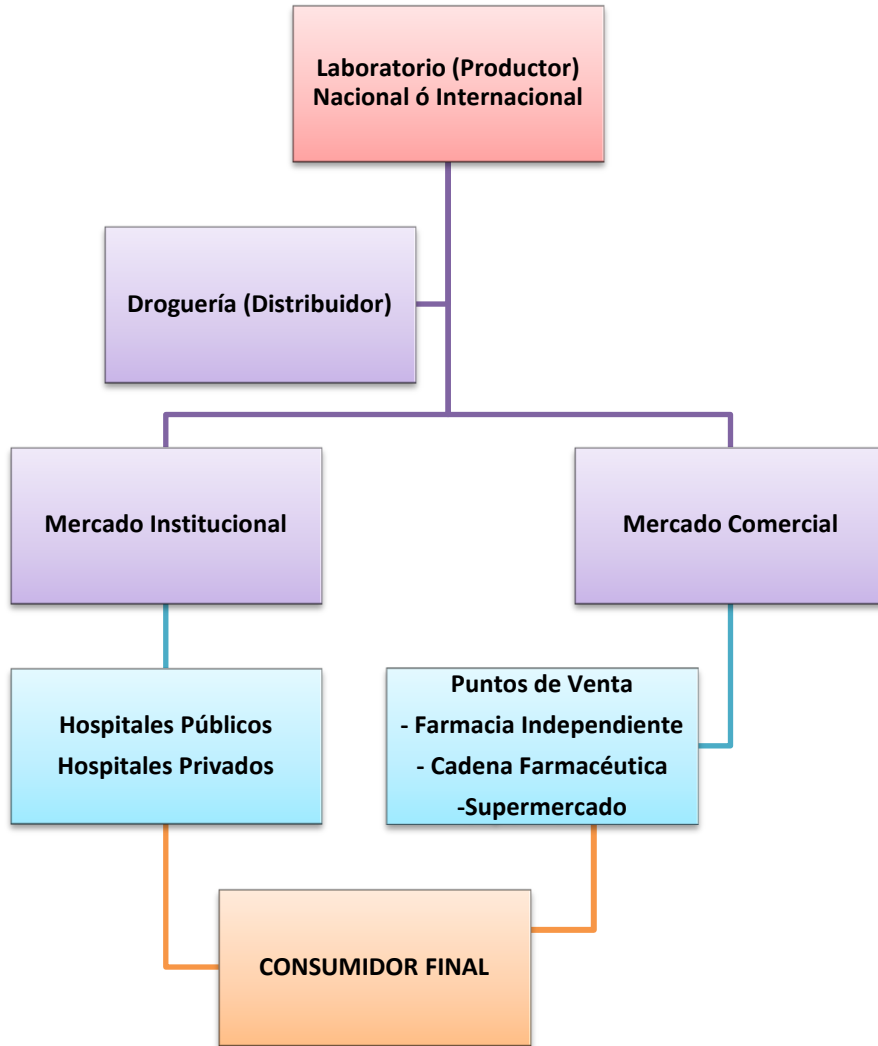 Laboratorio (Productor)
Nacional ó Internacional
Droguería (Distribuidor)
Mercado Institucional
Mercado Comercial
Hospitales Públicos
Hospitales Privados
Puntos de Venta
- Farmacia Independiente
- Cadena Farmacéutica
-Supermercado
CONSUMIDOR FINAL